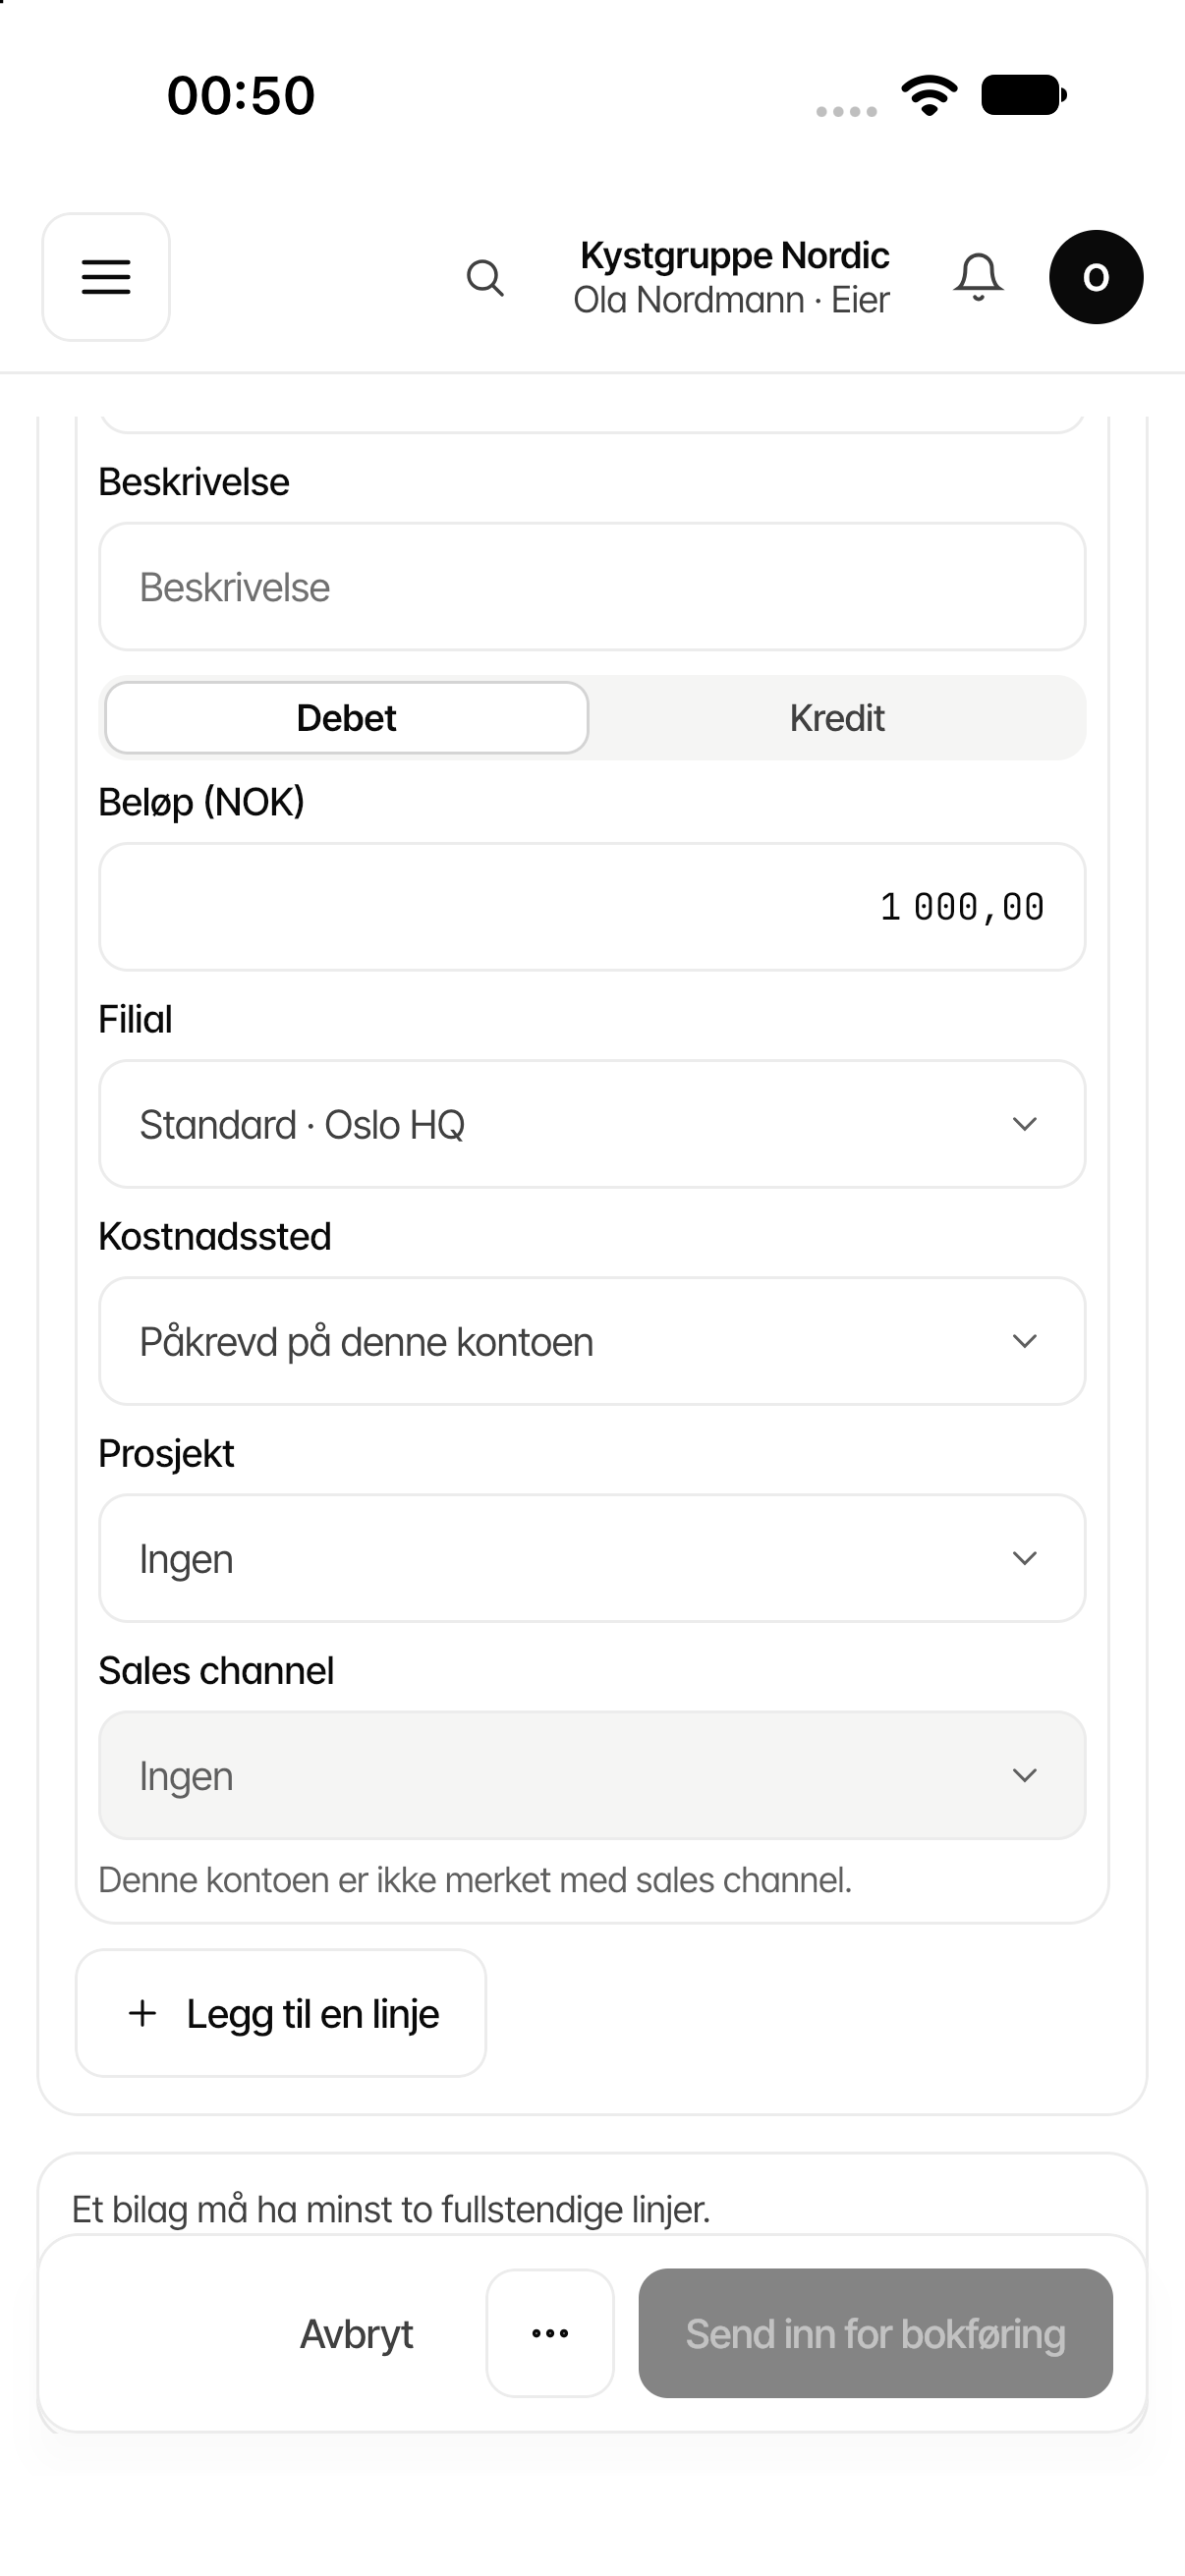 00:50
Kystgruppe Nordic
Ola Nordmann · Eier
O
Beskrivelse
Beskrivelse
Debet
Kredit
Beløp (NOK)
1 000,00
Filial
Standard · Oslo HQ
Kostnadssted
Påkrevd på denne kontoen
Prosjekt
Ingen
Sales channel
Ingen
Denne kontoen er ikke merket med sales channel.
Legg til en linje
Et bilag må ha minst to fullstendige linjer.
Avbryt
Send inn for bokføring